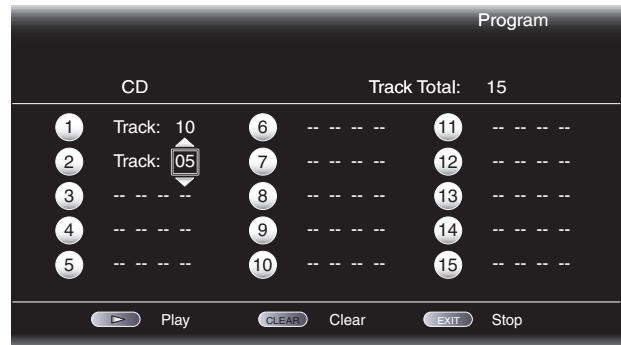 Program
CD Track Total: 15
1 Track: 10 6 -- -- -- -- 11 -- -- -- --
2 Track: 05 7 -- -- -- -- 12 -- -- -- --
3 -- -- -- -- 8 -- -- -- -- 13 -- -- -- --
4 -- -- -- -- 9 -- -- -- -- 14 -- -- -- --
5 -- -- -- -- 10 -- -- -- -- 15 -- -- -- --
Play CLEAR Clear EXIT Stop